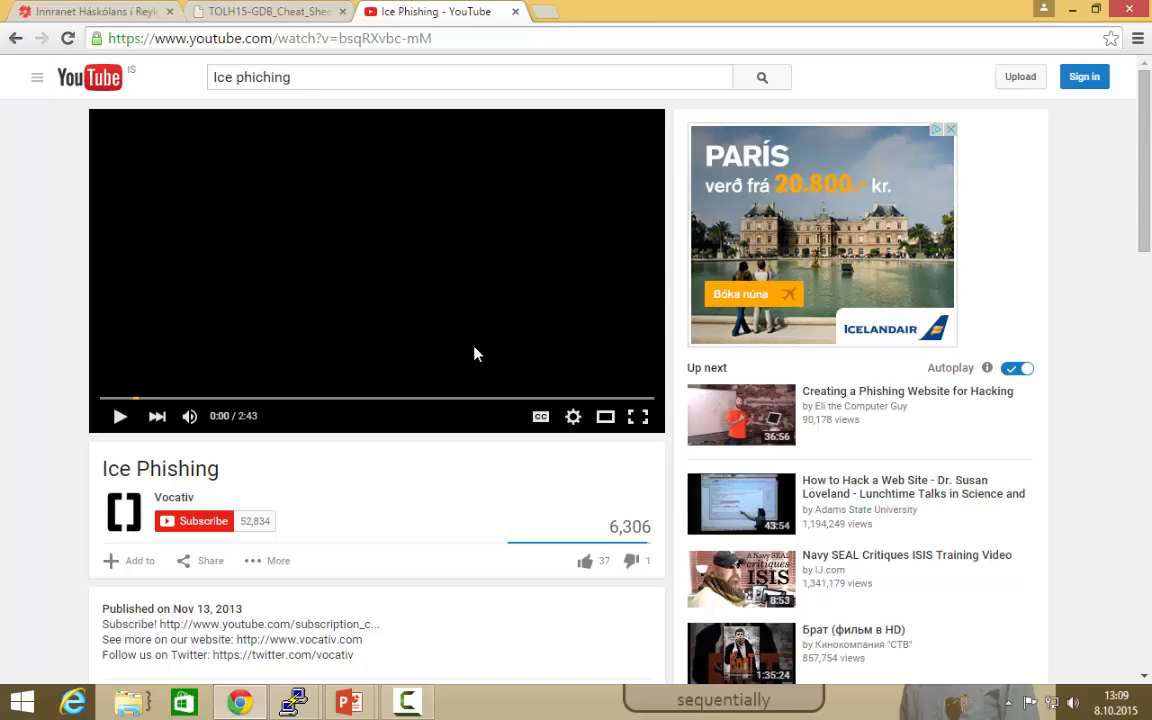 Innranet Háskólans í Reyk
TOLH15-GDB_Cheat_Shee
Ice Phishing - YouTube
https://www.youtube.com/watch?v=bsqRXvbc-mM
YouTube IS
Ice phiching
Upload
Sign in
PARÍS
verð frá 20.800.- kr.
Bóka núna
ICELANDAIR
0:00 / 2:43
CC
Up next
Autoplay
Creating a Phishing Website for Hacking
by Eli the Computer Guy
90,178 views
36:56
Ice Phishing
Vocativ
Subscribe 52,834
6,306
Add to
Share
More
37
1
How to Hack a Web Site - Dr. Susan
Loveland - Lunchtime Talks in Science and
by Adams State University
1,194,249 views
43:54
Navy SEAL Critiques ISIS Training Video
by IJ.com
1,341,179 views
A Navy SEAL
critiques
ISIS
8:53
Published on Nov 13, 2013
Subscribe! http://www.youtube.com/subscription_c...
See more on our website: http://www.vocativ.com
Follow us on Twitter: https://twitter.com/vocativ
Брат (фильм в HD)
by Кинокомпания "СТВ"
857,754 views
1:35:24
sequentially
13:09
8.10.2015